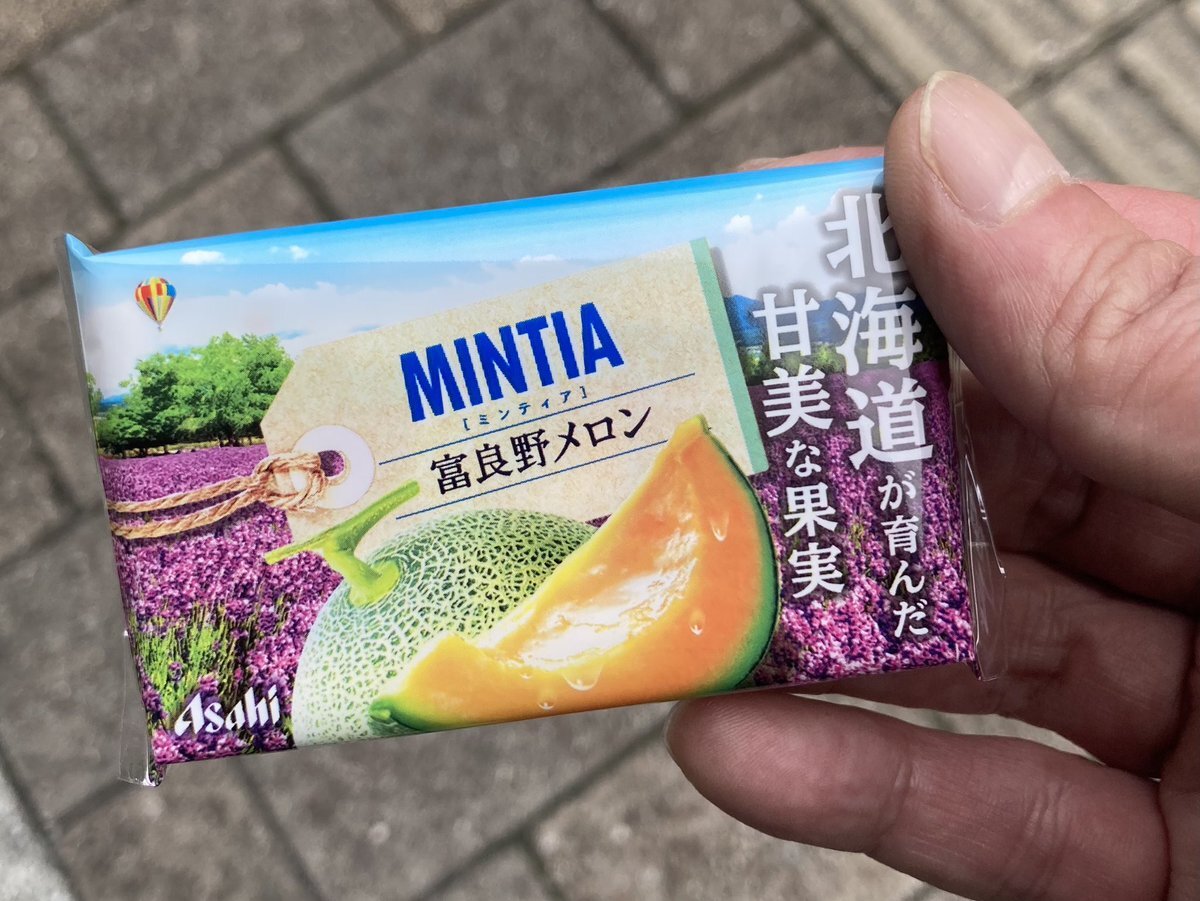 MINTIA
[ミンティア]
富良野メロン
北海道が育んだ
甘美な果実
Asahi